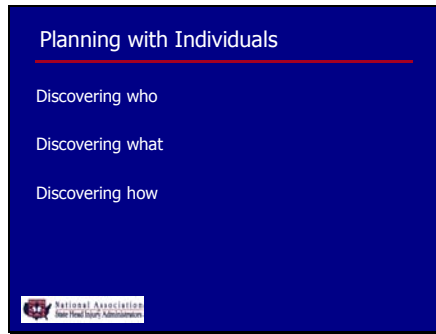 Planning with Individuals
Discovering who
Discovering what
Discovering how
National Association
State Head Injury Administrators